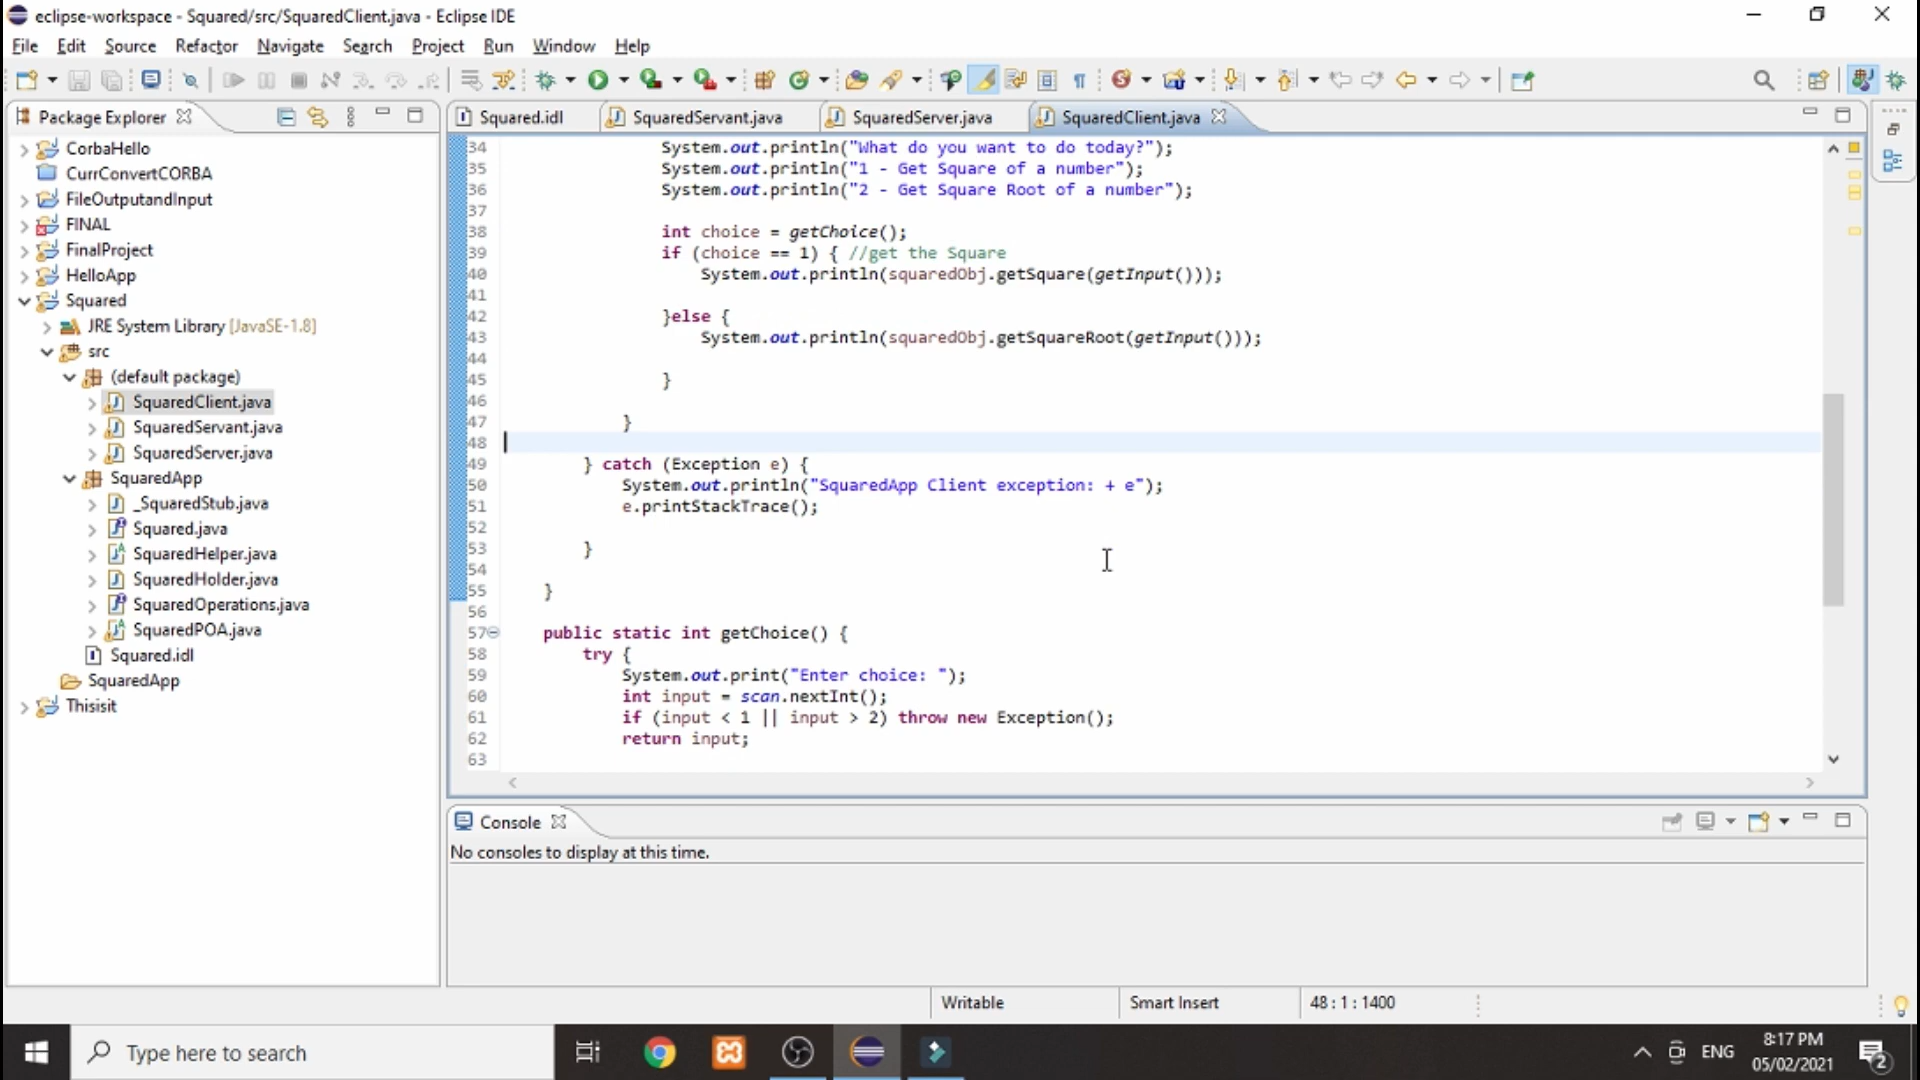 eclipse-workspace - Squared/src/SquaredClient.java - Eclipse IDE
File Edit Source Refactor Navigate Search Project Run Window Help
Package Explorer
CorbaHello
CurrConvertCORBA
FileOutputandInput
FINAL
FinalProject
HelloApp
Squared
JRE System Library [JavaSE-1.8]
src
(default package)
SquaredClient.java
SquaredServant.java
SquaredServer.java
SquaredApp
_SquaredStub.java
Squared.java
SquaredHelper.java
SquaredHolder.java
SquaredOperations.java
SquaredPOA.java
Squared.idl
SquaredApp
Thisisit
Squared.idl SquaredServant.java SquaredServer.java SquaredClient.java
34 System.out.println("What do you want to do today?");
35 System.out.println("1 - Get Square of a number");
36 System.out.println("2 - Get Square Root of a number");
37
38 int choice = getChoice();
39 if (choice == 1) { //get the Square
40 System.out.println(squaredObj.getSquare(getInput()));
41
42 }else {
43 System.out.println(squaredObj.getSquareRoot(getInput()));
44
45 }
46
47 }
48
49 } catch (Exception e) {
50 System.out.println("SquaredApp Client exception: + e");
51 e.printStackTrace();
52
53 }
54
55 }
56
57 public static int getChoice() {
58 try {
59 System.out.print("Enter choice: ");
60 int input = scan.nextInt();
61 if (input < 1 || input > 2) throw new Exception();
62 return input;
63
Console
No consoles to display at this time.
Writable Smart Insert 48 : 1 : 1400
Type here to search
ENG
8:17 PM
05/02/2021
2